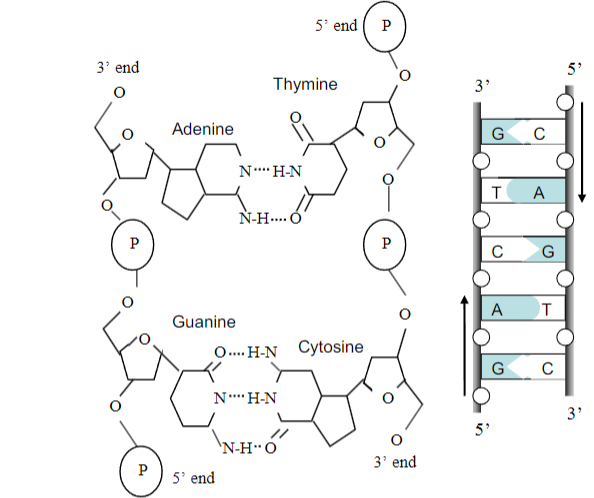 5' end P
3' end
5'
O
O
Thymine
3'
O
Adenine
O
O
O
G C
N····H-N
O
O
T A
N-H····O
P
P
C G
O
O
A T
Guanine
O
O····H-N
Cytosine
G C
O
N····H-N
O
5'
3'
N-H··O
O
P
5' end
3' end